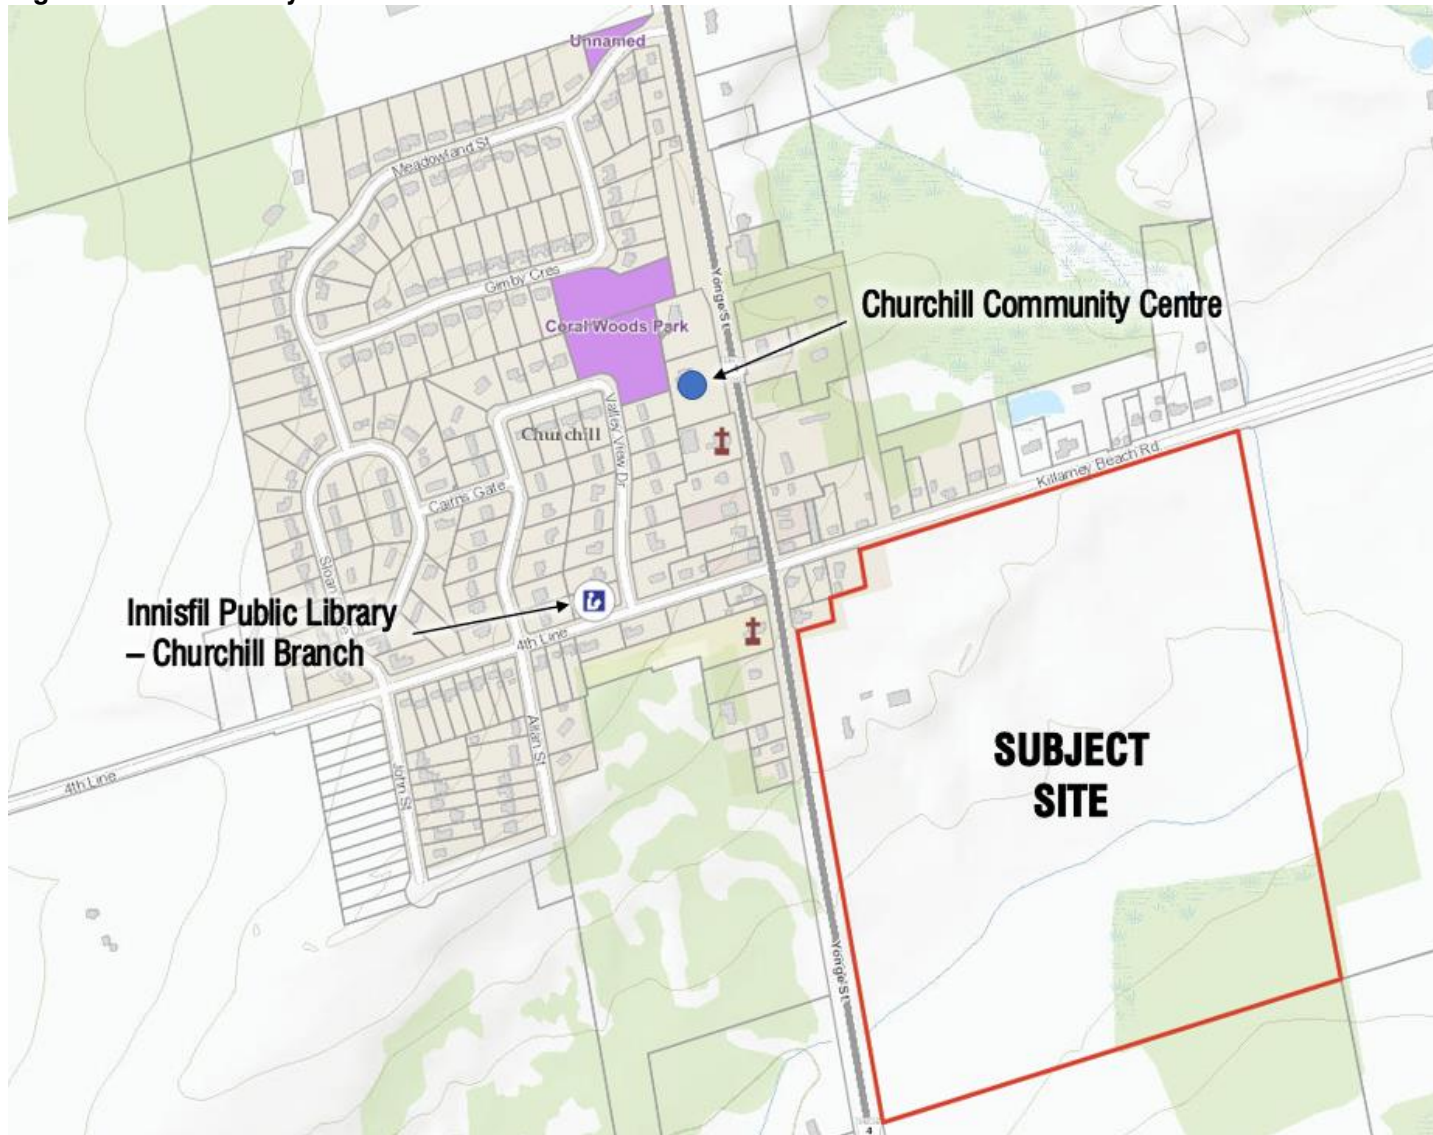 Unnamed
Meadowland St
Yonge St
Gimby Cres
Churchill Community Centre
Coral Woods Park
Valley View Dr
Churchill
Killarney Beach Rd
Cairns Gate
Sloan
Innisfil Public Library
– Churchill Branch
4th Line
Allan St
SUBJECT
SITE
4th Line
John St
Yonge St
4